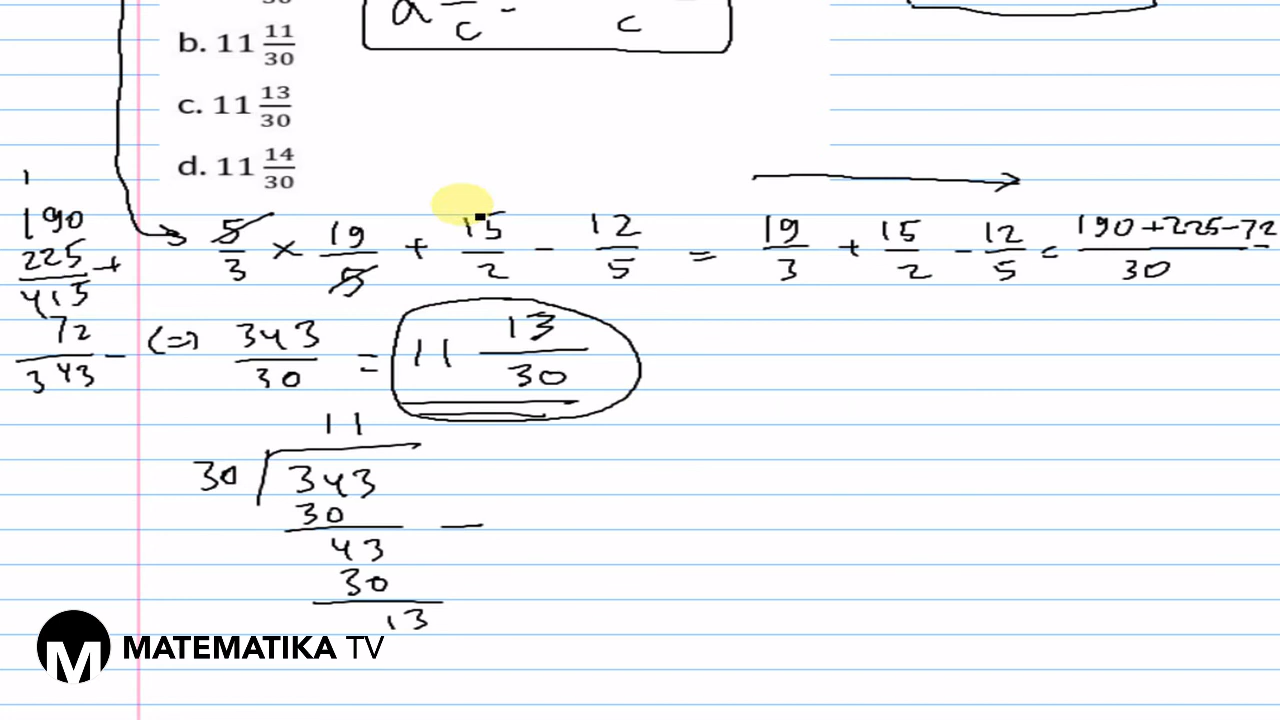 a — = c c
b. 11 11/30
c. 11 13/30
d. 11 14/30
1
190
225 +
415
72 -
343
5/3 × 19/5 + 15/2 - 12/5 = 19/3 + 15/2 - 12/5 = 190+225-72/30 =
(=) 343/30 = 11 13/30
11
30 343
30 -
43
30
13
M MATEMATIKA TV